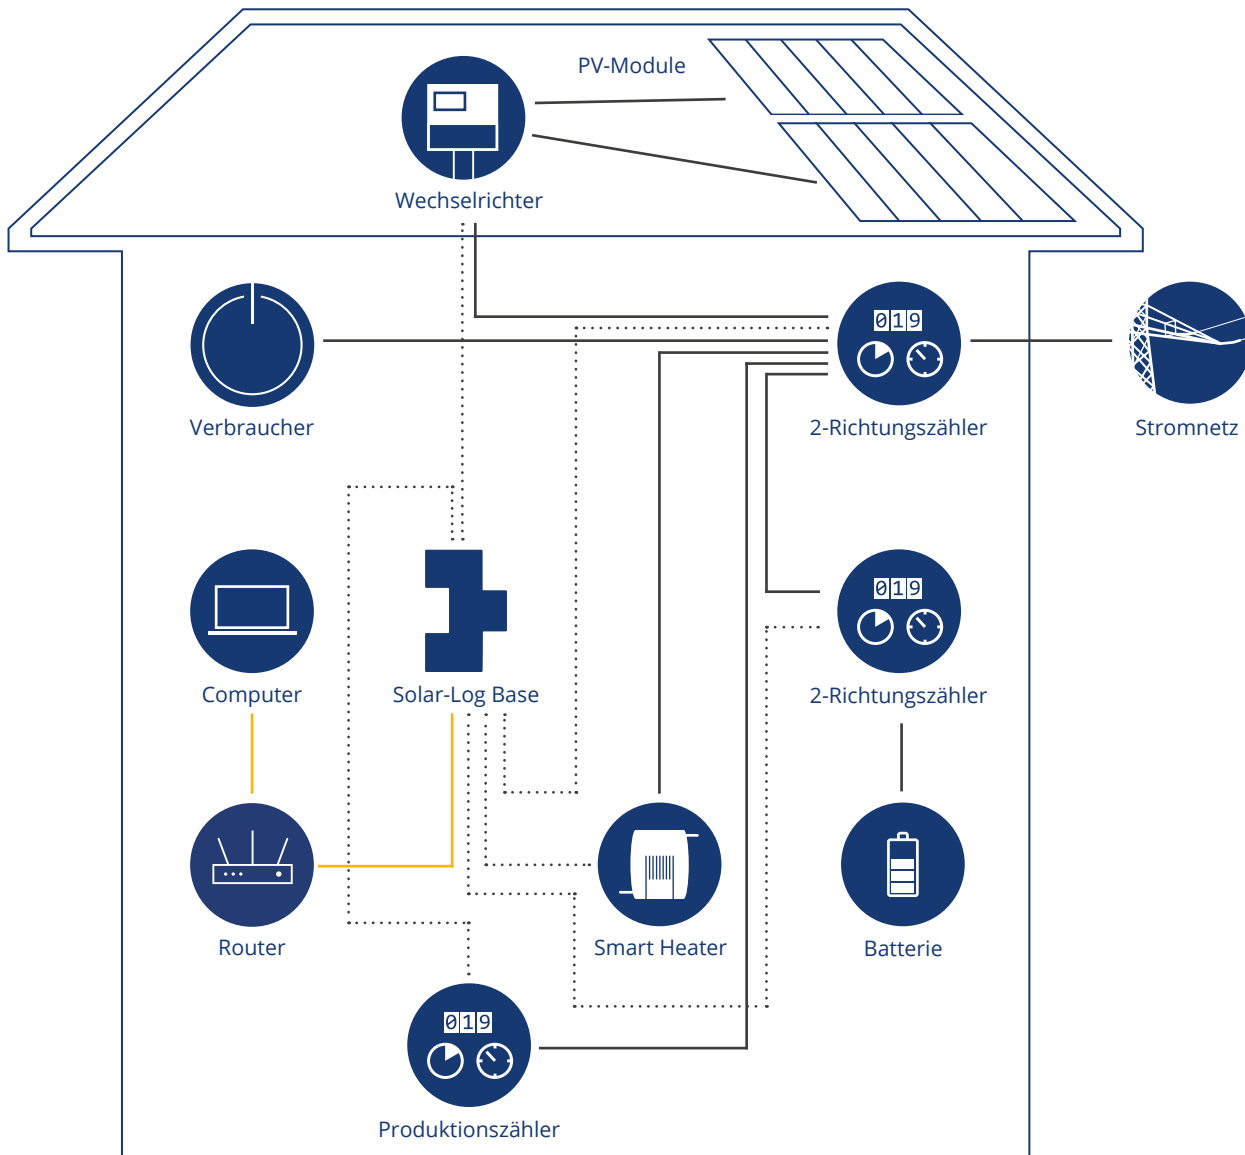 PV-Module
Wechselrichter
019
Verbraucher
2-Richtungszähler
Stromnetz
019
Computer
Solar-Log Base
2-Richtungszähler
Router
Smart Heater
Batterie
019
Produktionszähler